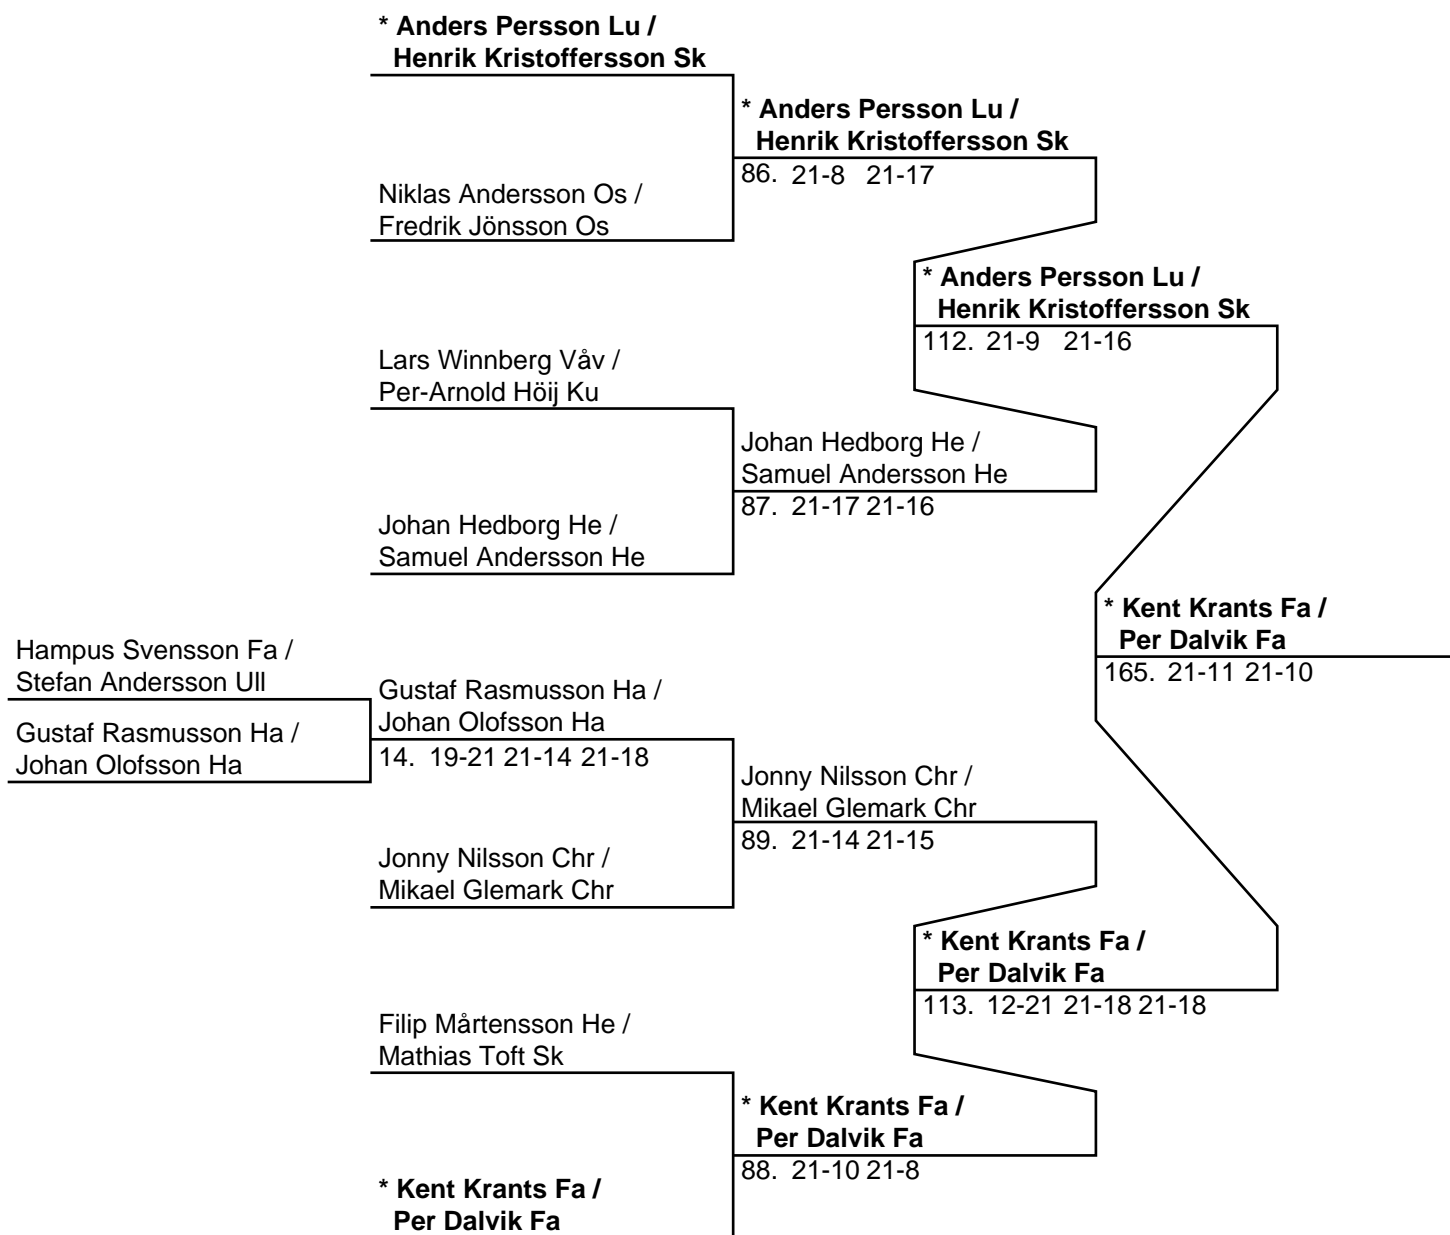 * Anders Persson Lu /
Henrik Kristoffersson Sk
* Anders Persson Lu /
Henrik Kristoffersson Sk
86. 21-8 21-17
Niklas Andersson Os /
Fredrik Jönsson Os
* Anders Persson Lu /
Henrik Kristoffersson Sk
112. 21-9 21-16
Lars Winnberg Våv /
Per-Arnold Höij Ku
Johan Hedborg He /
Samuel Andersson He
87. 21-17 21-16
Johan Hedborg He /
Samuel Andersson He
* Kent Krants Fa /
Per Dalvik Fa
165. 21-11 21-10
Hampus Svensson Fa /
Stefan Andersson Ull
Gustaf Rasmusson Ha /
Johan Olofsson Ha
14. 19-21 21-14 21-18
Gustaf Rasmusson Ha /
Johan Olofsson Ha
Jonny Nilsson Chr /
Mikael Glemark Chr
89. 21-14 21-15
Jonny Nilsson Chr /
Mikael Glemark Chr
* Kent Krants Fa /
Per Dalvik Fa
113. 12-21 21-18 21-18
Filip Mårtensson He /
Mathias Toft Sk
* Kent Krants Fa /
Per Dalvik Fa
88. 21-10 21-8
* Kent Krants Fa /
Per Dalvik Fa